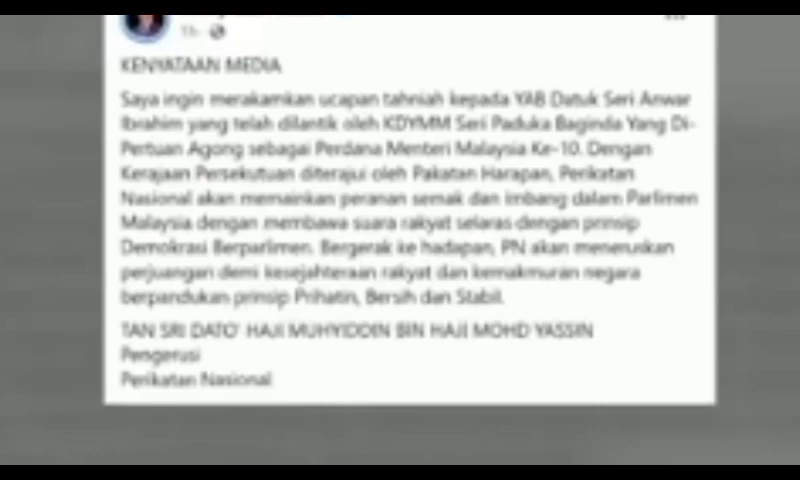 1h
KENYATAAN MEDIA
Saya ingin merakamkan ucapan tahniah kepada YAB Datuk Seri Anwar
Ibrahim yang telah dilantik oleh KDYMM Seri Paduka Baginda Yang Di-
Pertuan Agong sebagai Perdana Menteri Malaysia Ke-10. Dengan
Kerajaan Persekutuan diterajui oleh Pakatan Harapan, Perikatan
Nasional akan memainkan peranan semak dan imbang dalam Parlimen
Malaysia dengan membawa suara rakyat selaras dengan prinsip
Demokrasi Berparlimen. Bergerak ke hadapan, PN akan meneruskan
perjuangan demi kesejahteraan rakyat dan kemakmuran negara
berpandukan prinsip Prihatin, Bersih dan Stabil.
TAN SRI DATO' HAJI MUHYIDDIN BIN HAJI MOHD YASSIN
Pengerusi
Perikatan Nasional